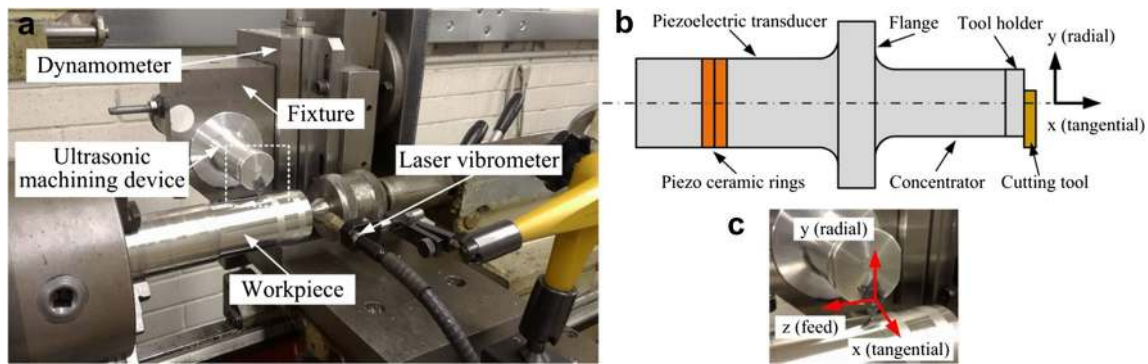 a
Dynamometer
Fixture
Ultrasonic
machining device
Laser vibrometer
Workpiece
b
Piezoelectric transducer
Flange
Tool holder
y (radial)
x (tangential)
Piezo ceramic rings
Concentrator
Cutting tool
c
y (radial)
z (feed)
x (tangential)